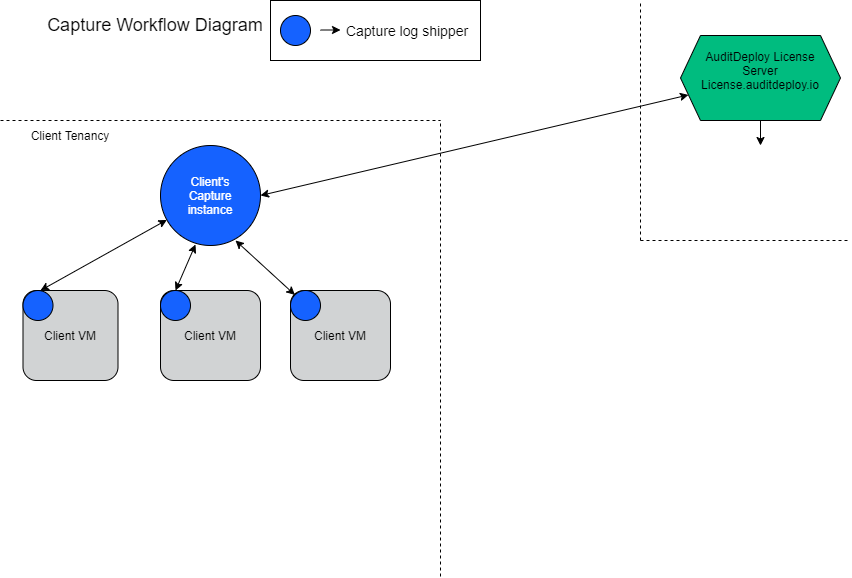 Capture Workflow Diagram
Capture log shipper
AuditDeploy License
Server
License.auditdeploy.io
Client Tenancy
Client's
Capture
instance
Client VM
Client VM
Client VM